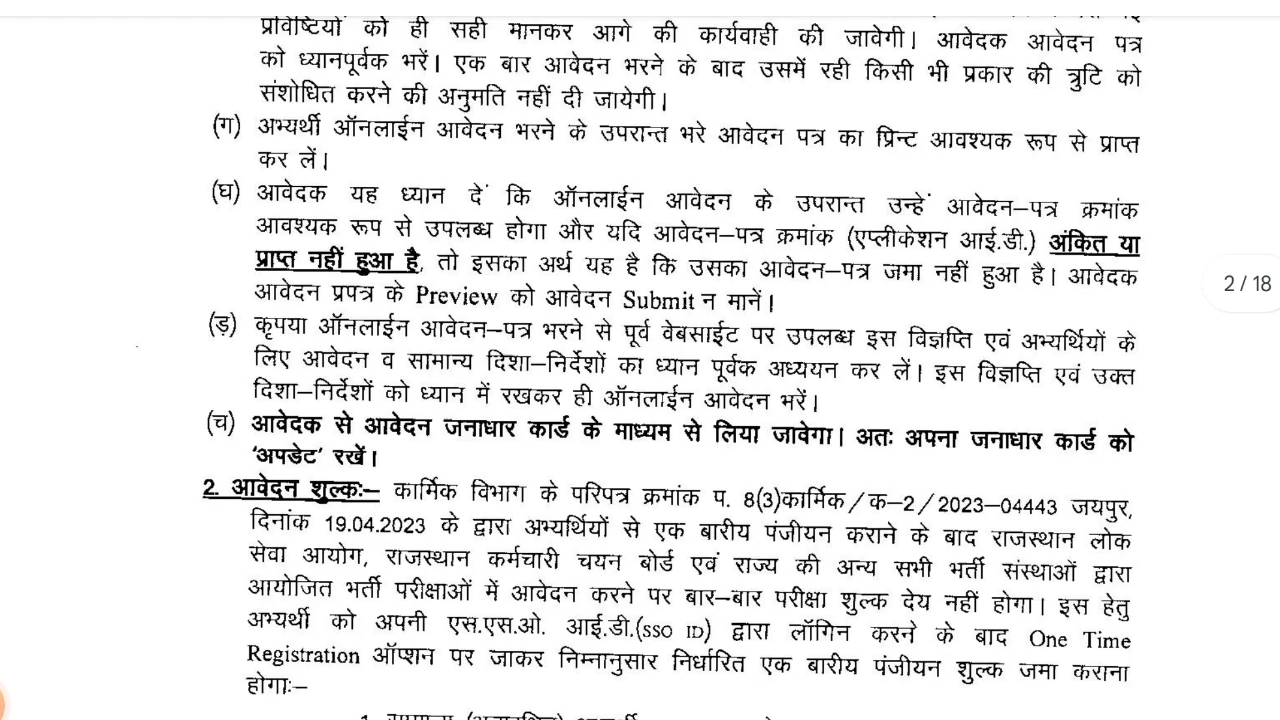 प्रविष्टियों को ही सही मानकर आगे की कार्यवाही की जावेगी। आवेदक आवेदन पत्र
को ध्यानपूर्वक भरें। एक बार आवेदन भरने के बाद उसमें रही किसी भी प्रकार की त्रुटि को
संशोधित करने की अनुमति नहीं दी जायेगी।
(ग) अभ्यर्थी ऑनलाईन आवेदन भरने के उपरान्त भरे आवेदन पत्र का प्रिन्ट आवश्यक रूप से प्राप्त
कर लें।
(घ) आवेदक यह ध्यान दें कि ऑनलाईन आवेदन के उपरान्त उन्हें आवेदन–पत्र क्रमांक
आवश्यक रूप से उपलब्ध होगा और यदि आवेदन–पत्र क्रमांक (एप्लीकेशन आई.डी.) अंकित या
प्राप्त नहीं हुआ है, तो इसका अर्थ यह है कि उसका आवेदन–पत्र जमा नहीं हुआ है। आवेदक
आवेदन प्रपत्र के Preview को आवेदन Submit न मानें।
2 / 18
(ड़) कृपया ऑनलाईन आवेदन–पत्र भरने से पूर्व वेबसाईट पर उपलब्ध इस विज्ञप्ति एवं अभ्यर्थियों के
लिए आवेदन व सामान्य दिशा–निर्देशों का ध्यान पूर्वक अध्ययन कर लें। इस विज्ञप्ति एवं उक्त
दिशा–निर्देशों को ध्यान में रखकर ही ऑनलाईन आवेदन भरें।
(च) आवेदक से आवेदन जनाधार कार्ड के माध्यम से लिया जावेगा। अतः अपना जनाधार कार्ड को
'अपडेट' रखें।
2. आवेदन शुल्कः– कार्मिक विभाग के परिपत्र क्रमांक प. 8(3)कार्मिक/क–2/2023–04443 जयपुर,
दिनांक 19.04.2023 के द्वारा अभ्यर्थियों से एक बारीय पंजीयन कराने के बाद राजस्थान लोक
सेवा आयोग, राजस्थान कर्मचारी चयन बोर्ड एवं राज्य की अन्य सभी भर्ती संस्थाओं द्वारा
आयोजित भर्ती परीक्षाओं में आवेदन करने पर बार–बार परीक्षा शुल्क देय नहीं होगा। इस हेतु
अभ्यर्थी को अपनी एस.एस.ओ. आई.डी.(SSO ID) द्वारा लॉगिन करने के बाद One Time
Registration ऑप्शन पर जाकर निम्नानुसार निर्धारित एक बारीय पंजीयन शुल्क जमा कराना
होगाः–